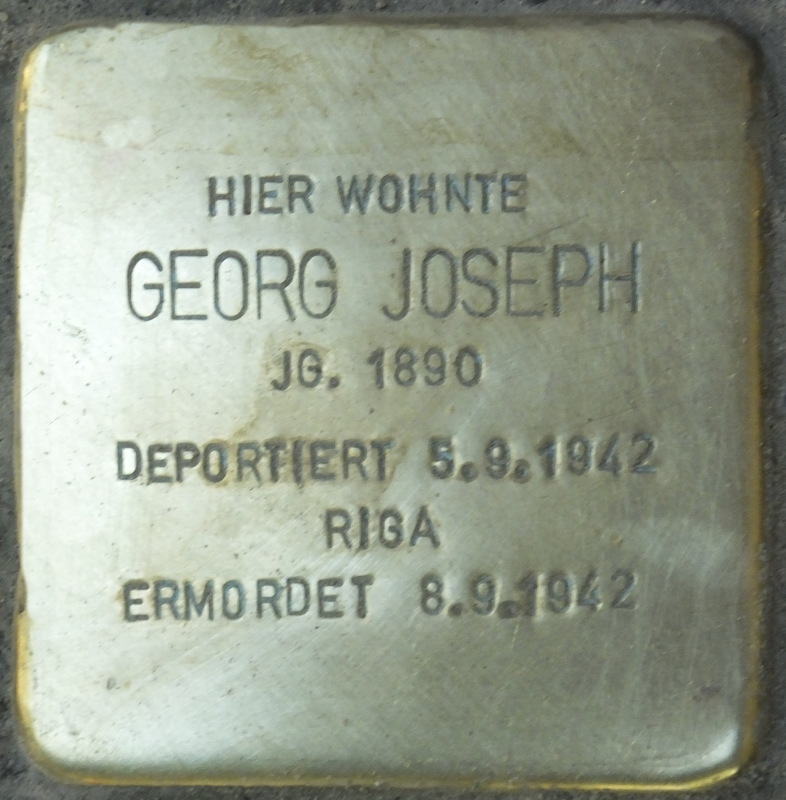 HIER WOHNTE
GEORG JOSEPH
JG. 1890
DEPORTIERT 5.9.1942
RIGA
ERMORDET 8.9.1942